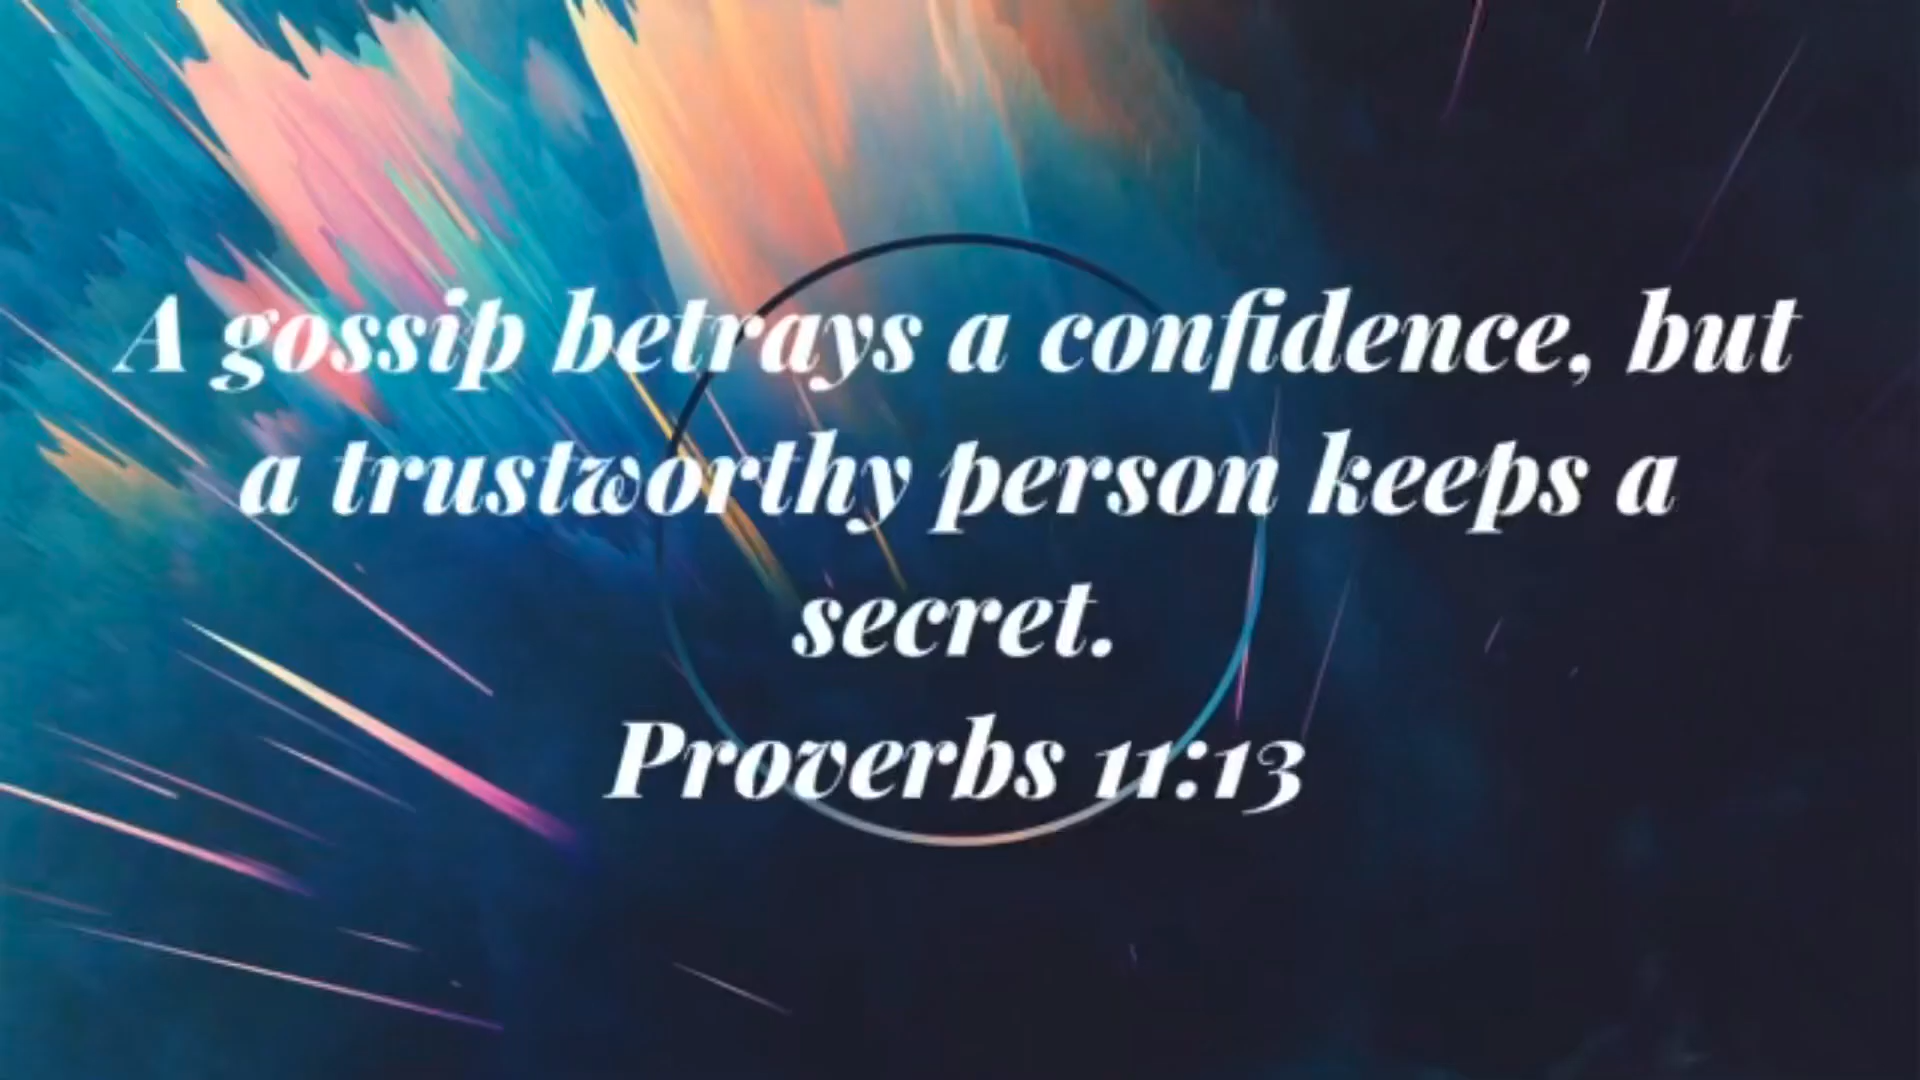 A gossip betrays a confidence, but
a trustworthy person keeps a
secret.
Proverbs 11:13